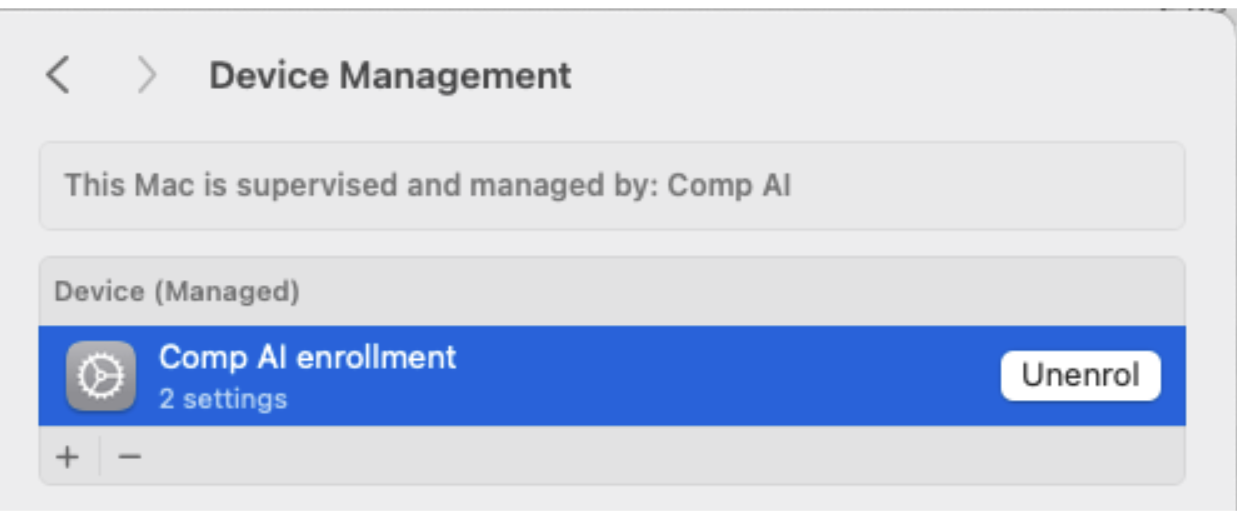 Device Management
This Mac is supervised and managed by: Comp AI
Device (Managed)
Comp AI enrollment
2 settings
Unenrol
+ −